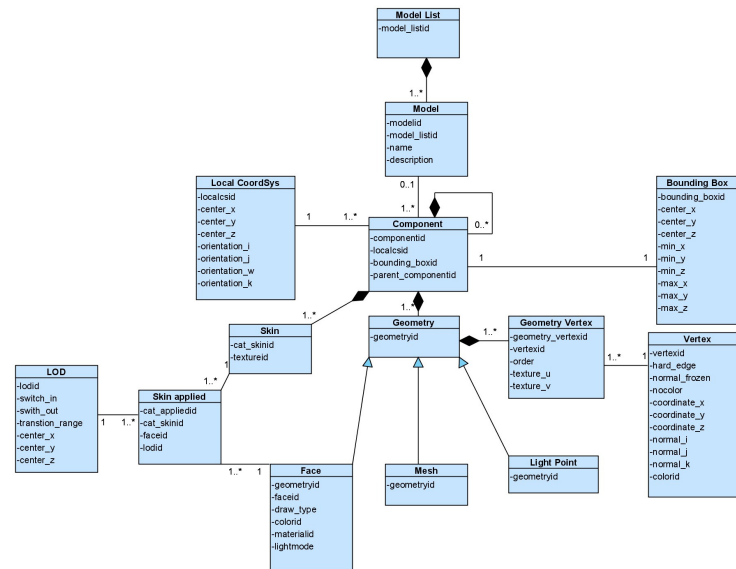 Model List
-model_listid
1..*
Model
-modelid
-model_listid
-name
-description
0..1
1..*
Local CoordSys
-localcsid
-center_x
-center_y
-center_z
-orientation_i
-orientation_j
-orientation_w
-orientation_k
1
1..*
Component
-componentid
-localcsid
-bounding_boxid
-parent_componentid
0..*
1
1
Bounding Box
-bounding_boxid
-center_x
-center_y
-center_z
-min_x
-min_y
-min_z
-max_x
-max_y
-max_z
1..*
1..*
Skin
-cat_skinid
-textureid
1
1..*
Geometry
-geometryid
1..*
Geometry Vertex
-geometry_vertexid
-vertexid
-order
-texture_u
-texture_v
1..*
1
Vertex
-vertexid
-hard_edge
-normal_frozen
-nocolor
-coordinate_x
-coordinate_y
-coordinate_z
-normal_i
-normal_j
-normal_k
-colorid
LOD
-lodid
-switch_in
-swith_out
-transtion_range
-center_x
-center_y
-center_z
1
1..*
Skin applied
-cat_appliedid
-cat_skinid
-faceid
-lodid
1..*
1
Face
-geometryid
-faceid
-draw_type
-colorid
-materialid
-lightmode
Mesh
-geometryid
Light Point
-geometryid